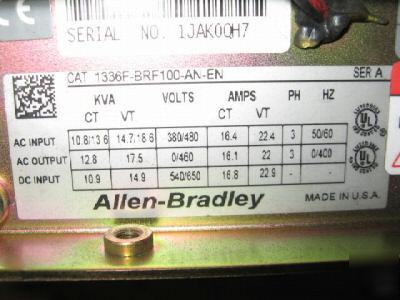 SERIAL NO. 1JAK0QH7
CAT 1336F-BRF100-AN-EN SER A
KVA VOLTS AMPS PH HZ
CT VT CT VT
AC INPUT 10.8/13.6 14.7/18.6 380/480 16.4 22.4 3 50/60
AC OUTPUT 12.8 17.5 0/460 16.1 22 3 0/400
DC INPUT 10.9 14.9 540/650 16.8 22.9 - -
Allen-Bradley MADE IN U.S.A.